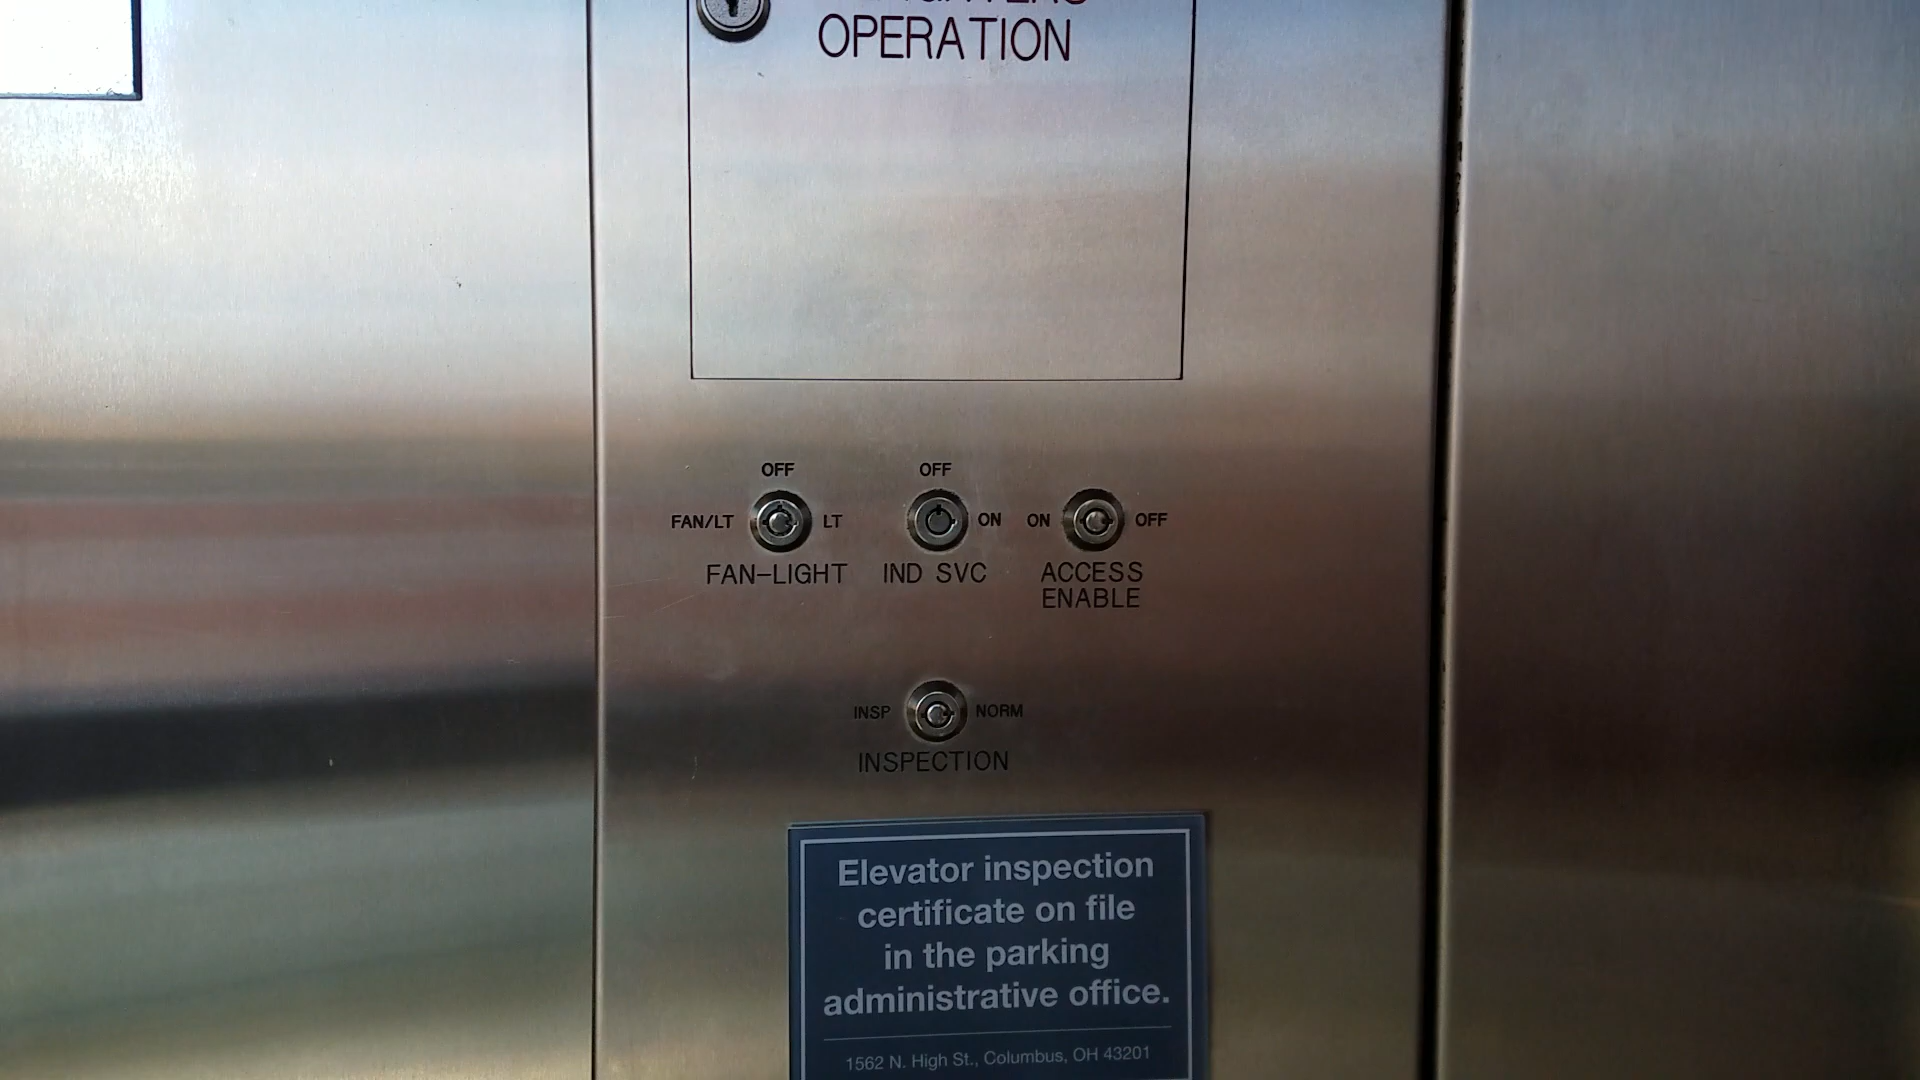 OPERATION
OFF OFF
FAN/LT LT ON ON OFF
FAN-LIGHT IND SVC ACCESS
ENABLE
INSP NORM
INSPECTION
Elevator inspection
certificate on file
in the parking
administrative office.
1562 N. High St., Columbus, OH 43201